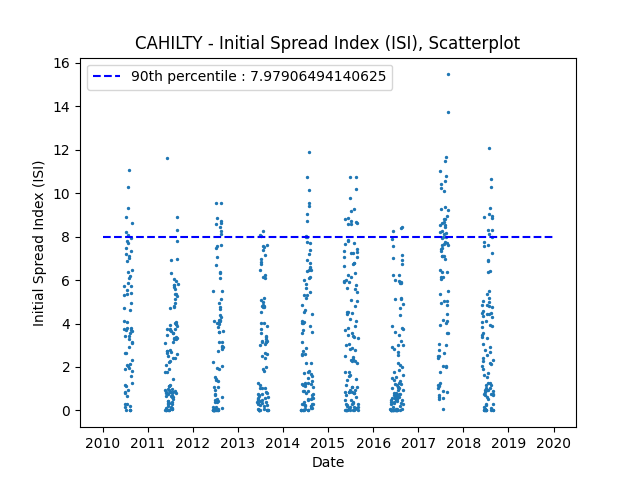 CAHILTY - Initial Spread Index (ISI), Scatterplot
90th percentile : 7.97906494140625
16
14
12
10
8
6
4
2
0
Initial Spread Index (ISI)
2010 2011 2012 2013 2014 2015 2016 2017 2018 2019 2020
Date